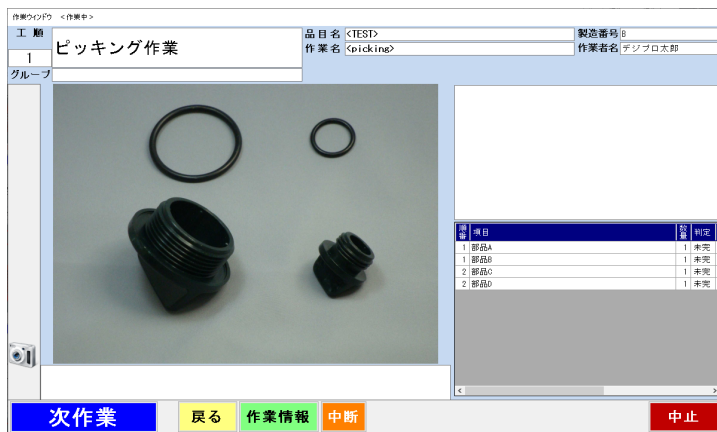 作業ウインドウ <作業中>
工 順
1
ピッキング作業
品目名 <TEST>
作業名 <picking>
製造番号 B
作業者名 デジプロ太郎
グループ
順番 項目 数量 判定
1 部品A 1 未完
1 部品B 1 未完
2 部品C 1 未完
2 部品D 1 未完
次作業 戻る 作業情報 中断 中止